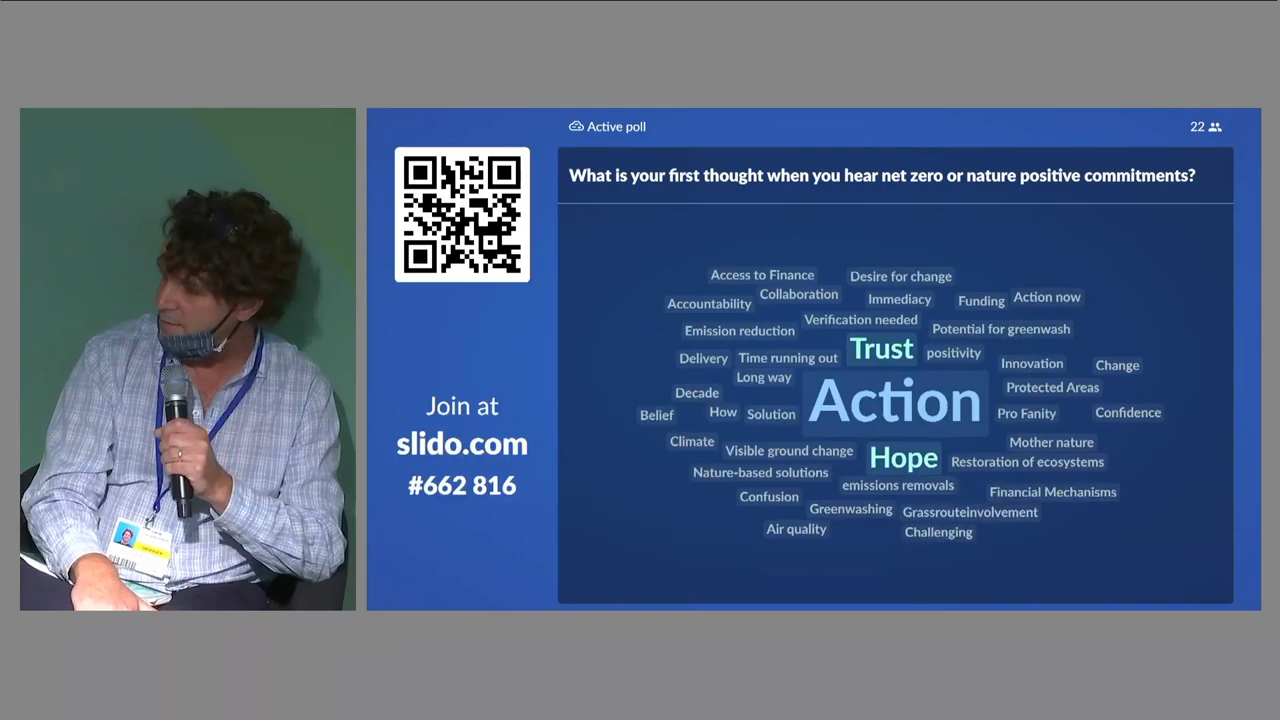 Active poll
22
What is your first thought when you hear net zero or nature positive commitments?
Join at
slido.com
#662 816
Access to Finance
Desire for change
Accountability
Collaboration
Immediacy
Funding
Action now
Emission reduction
Verification needed
Potential for greenwash
Delivery
Time running out
Trust
positivity
Innovation
Change
Long way
Decade
Action
Protected Areas
Belief
How
Solution
Pro Fanity
Confidence
Climate
Visible ground change
Hope
Mother nature
Restoration of ecosystems
Nature-based solutions
emissions removals
Financial Mechanisms
Confusion
Greenwashing
Grassrouteinvolvement
Air quality
Challenging